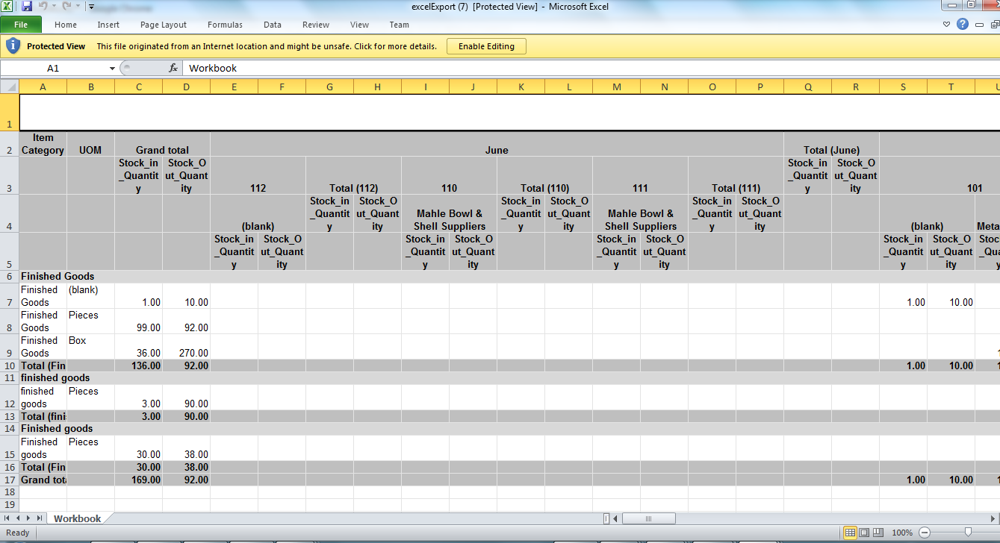 excelExport (7) [Protected View] - Microsoft Excel
File Home Insert Page Layout Formulas Data Review View Team
Protected View This file originated from an Internet location and might be unsafe. Click for more details. Enable Editing
A1 fx Workbook
A B C D E F G H I J K L M N O P Q R S T U
1
2 Item Category UOM Grand total June Total (June)
3 Stock_in_Quantity Stock_Out_Quantity 112 Total (112) 110 Total (110) 111 Total (111) Stock_in_Quantity Stock_Out_Quantity 101
4 (blank) Stock_in_Quantity Stock_Out_Quantity Mahle Bowl & Shell Suppliers Stock_in_Quantity Stock_Out_Quantity Mahle Bowl & Shell Suppliers Stock_in_Quantity Stock_Out_Quantity (blank) Meta
5 Stock_in_Quantity Stock_Out_Quantity Stock_in_Quantity Stock_Out_Quantity Stock_in_Quantity Stock_Out_Quantity Stock_in_Quantity Stock_Out_Quantity
6 Finished Goods
7 Finished Goods (blank) 1.00 10.00 1.00 10.00
8 Finished Goods Pieces 99.00 92.00
9 Finished Goods Box 36.00 270.00
10 Total (Fin 136.00 92.00 1.00 10.00
11 finished goods
12 finished goods Pieces 3.00 90.00
13 Total (fini 3.00 90.00
14 Finished goods
15 Finished goods Pieces 30.00 38.00
16 Total (Fin 30.00 38.00
17 Grand tota 169.00 92.00 1.00 10.00
18
19
Workbook
Ready 100%